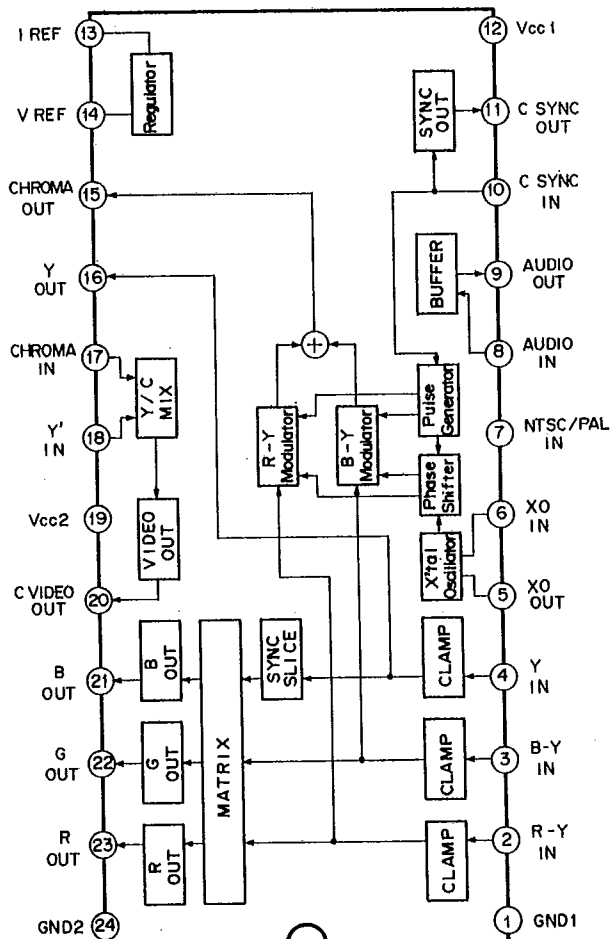 I REF
13
Regulator
V REF
14
CHROMA
OUT
15
Y
OUT
16
CHROMA
IN
17
Y/C
MIX
Y'
IN
18
Vcc2
19
VIDEO
OUT
C VIDEO
OUT
20
B
OUT
21
B
OUT
G
OUT
22
G
OUT
R
OUT
23
R
OUT
GND2
24
MATRIX
SYNC
SLICE
+
R-Y
Modulator
B-Y
Modulator
Pulse
Generator
Phase
Shifter
X'tal
Oscilator
BUFFER
SYNC
OUT
CLAMP
CLAMP
CLAMP
12
Vcc1
11
C SYNC
OUT
10
C SYNC
IN
9
AUDIO
OUT
8
AUDIO
IN
7
NTSC/PAL
IN
6
XO
IN
5
XO
OUT
4
Y
IN
3
B-Y
IN
2
R-Y
IN
1
GND1